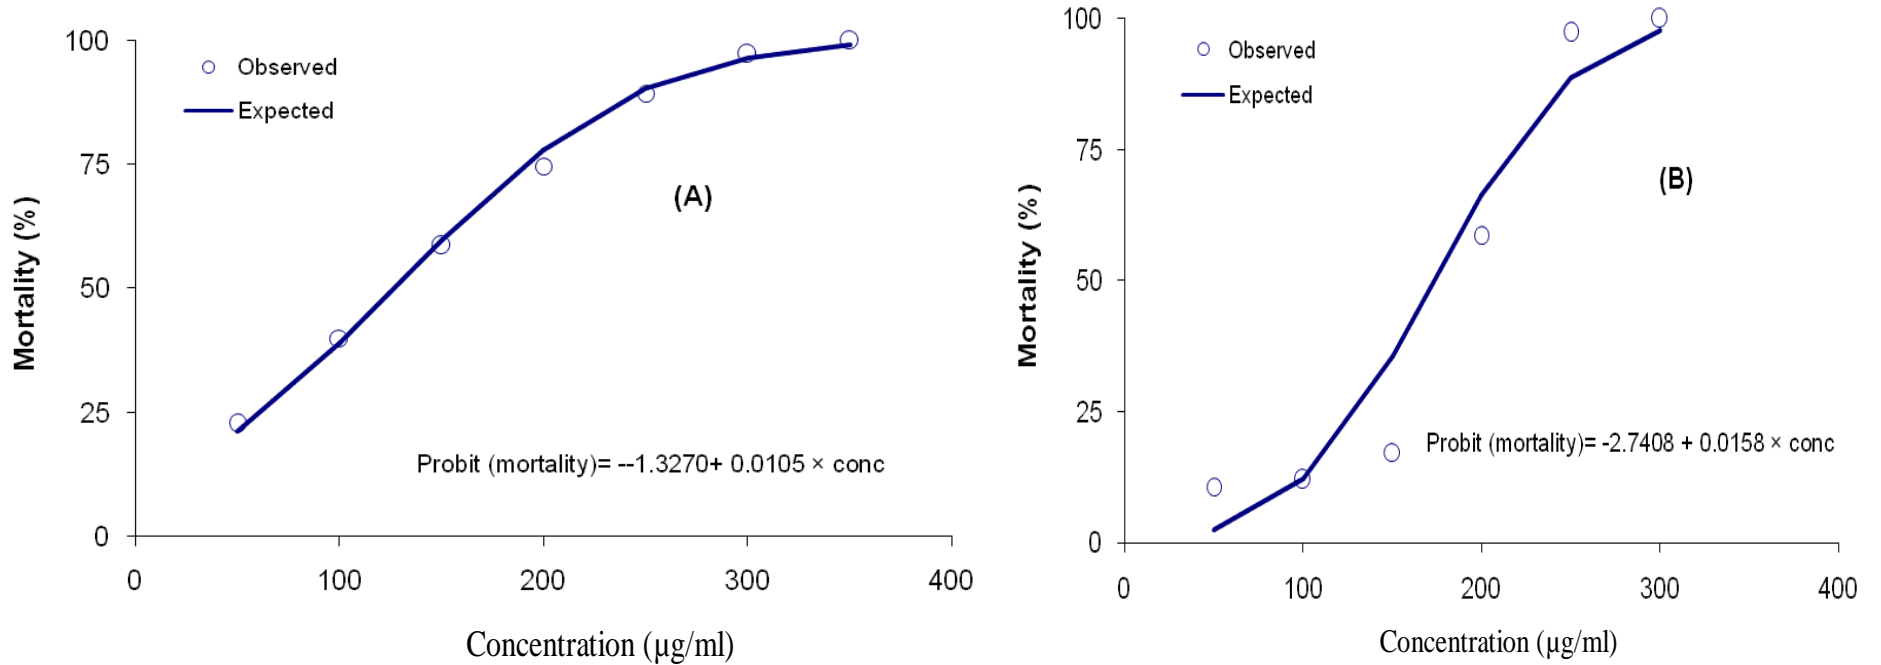 100
75
50
25
0
0 100 200 300 400
Mortality (%)
Concentration (µg/ml)
Observed
Expected
(A)
Probit (mortality)= --1.3270+ 0.0105 × conc
100
75
50
25
0
0 100 200 300 400
Mortality (%)
Concentration (µg/ml)
Observed
Expected
(B)
Probit (mortality)= -2.7408 + 0.0158 × conc